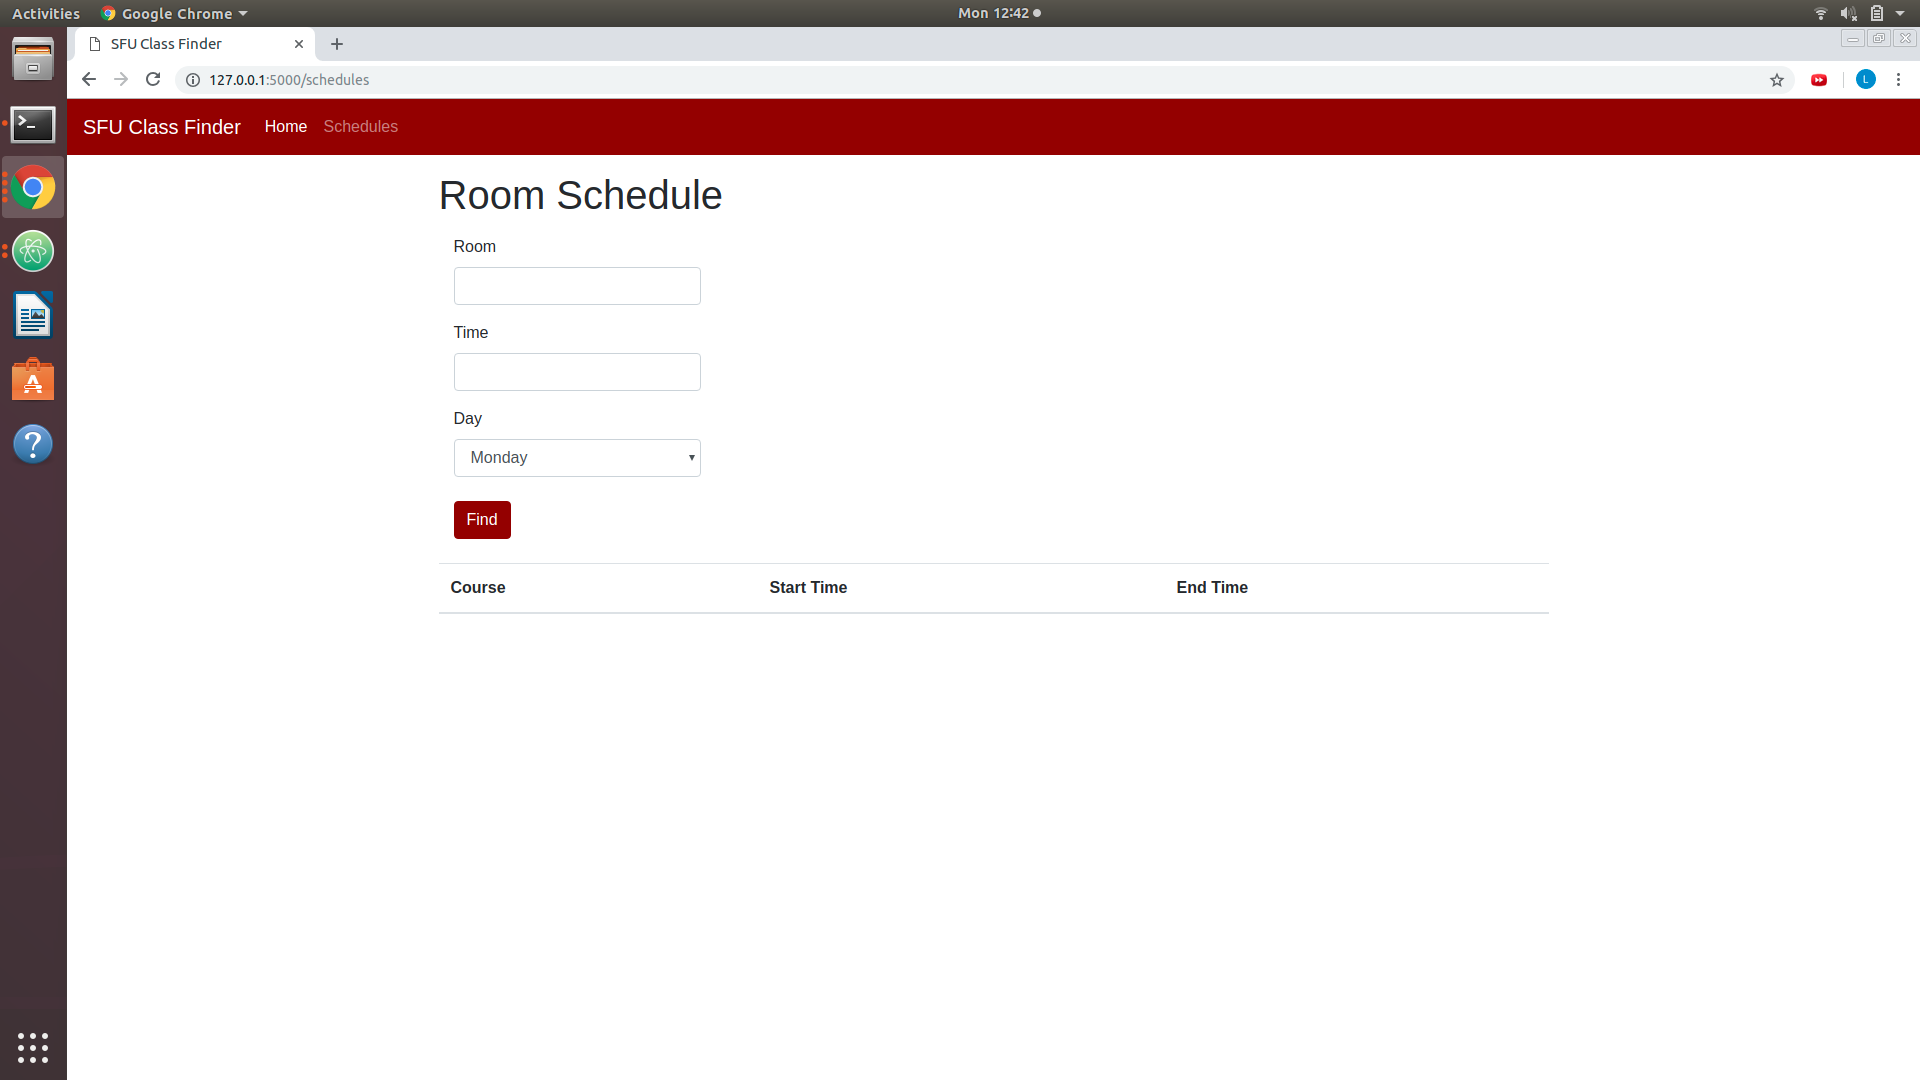 Activities Google Chrome Mon 12:42
SFU Class Finder
127.0.0.1:5000/schedules L
SFU Class Finder Home Schedules
Room Schedule
Room
Time
Day
Monday
Find
Course Start Time End Time